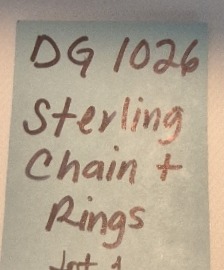 DG 1026
Sterling
Chain +
Rings